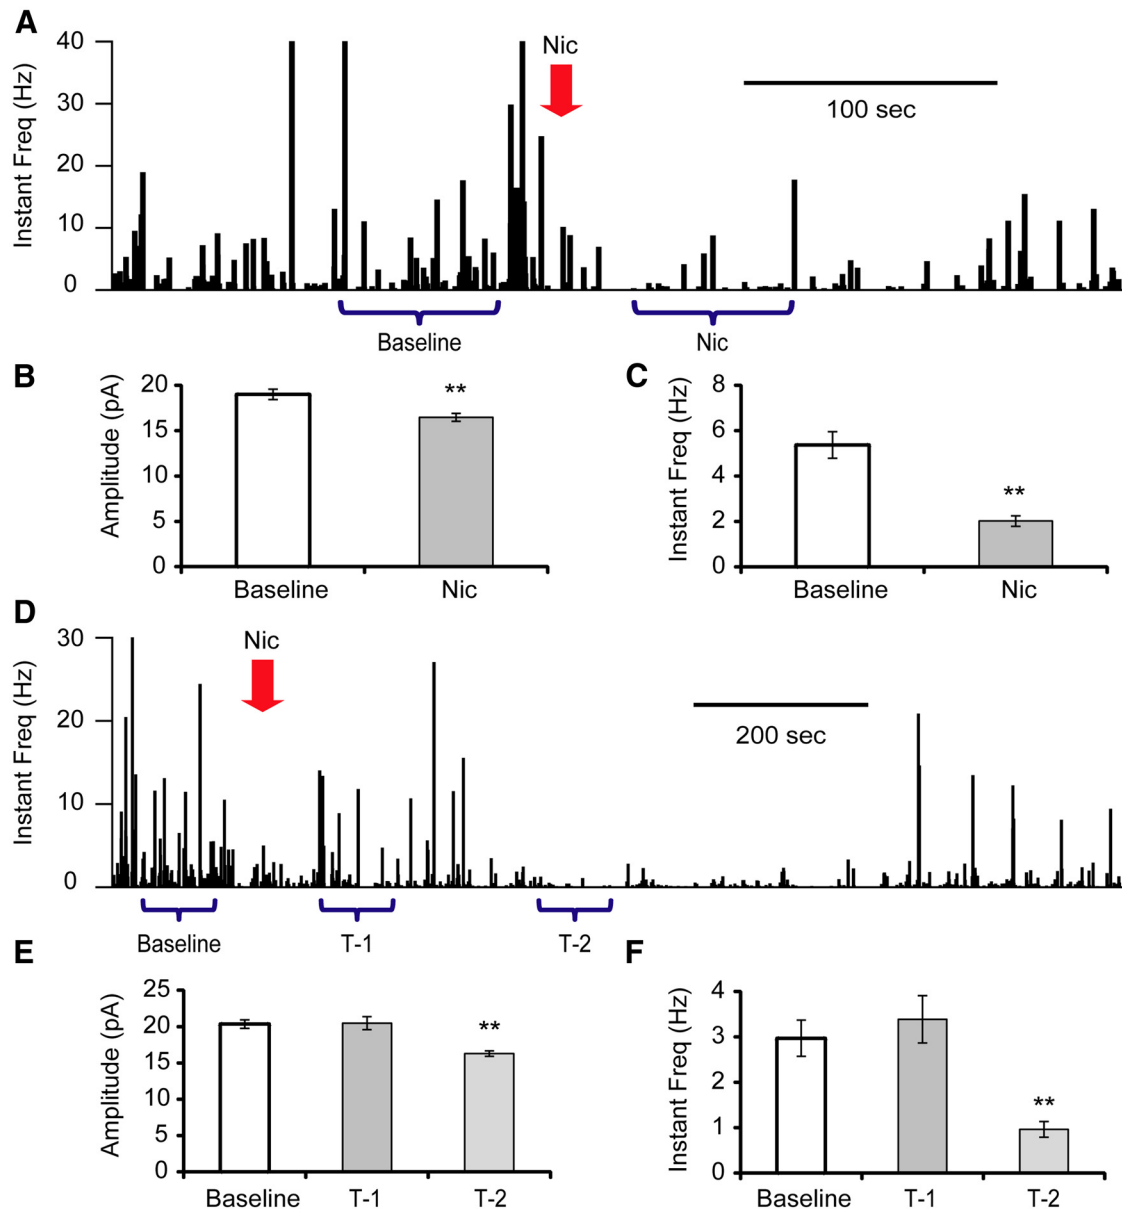 A
Instant Freq (Hz)
40
30
20
10
0
Nic
100 sec
Baseline
Nic
B
Amplitude (pA)
20
15
10
5
0
**
Baseline
Nic
C
Instant Freq (Hz)
8
6
4
2
0
**
Baseline
Nic
D
Instant Freq (Hz)
30
20
10
0
Nic
200 sec
Baseline
T-1
T-2
E
Amplitude (pA)
25
20
15
10
5
0
**
Baseline
T-1
T-2
F
Instant Freq (Hz)
4
3
2
1
0
**
Baseline
T-1
T-2